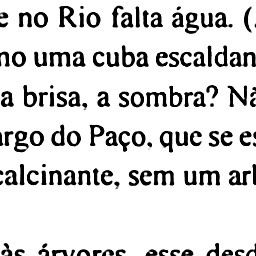 e no Rio falta água. (.
no uma cuba escaldan
a brisa, a sombra? Nã
argo do Paço, que se es
calcinante, sem um arl
às árvores, esse desd